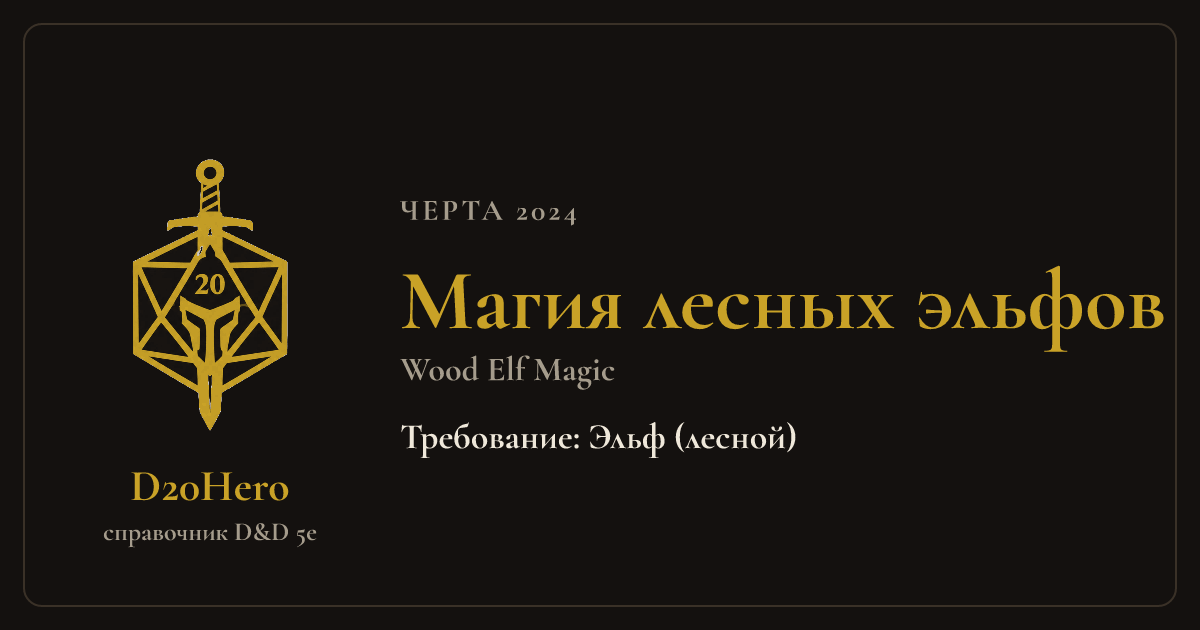 20
D20Hero
справочник D&D 5e
ЧЕРТА 2024
Магия лесных эльфов
Wood Elf Magic
Требование: Эльф (лесной)